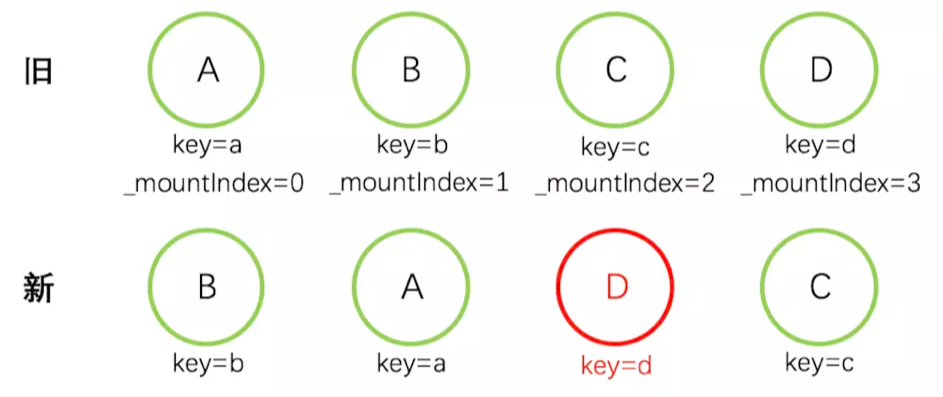 旧 A B C D
key=a key=b key=c key=d
_mountIndex=0 _mountIndex=1 _mountIndex=2 _mountIndex=3
新 B A D C
key=b key=a key=d key=c